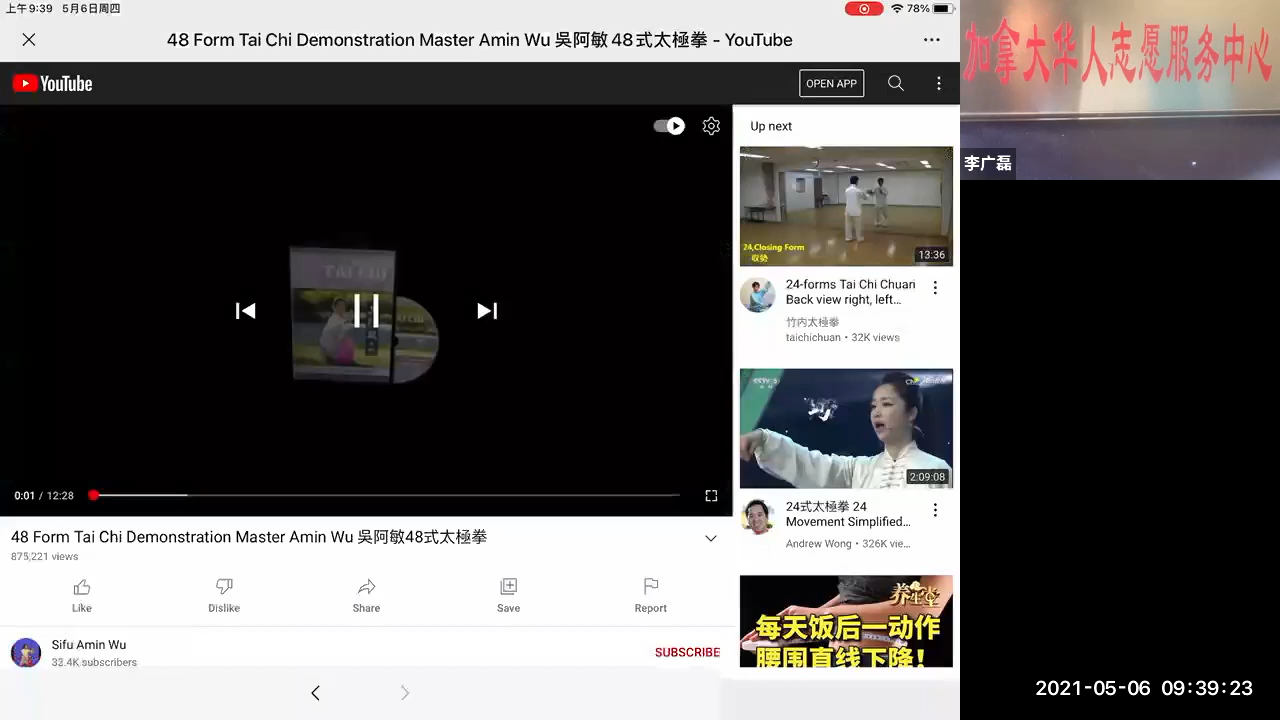 上午9:39 5月6日周四
78%
48 Form Tai Chi Demonstration Master Amin Wu 吳阿敏 48 式太極拳 - YouTube
YouTube
OPEN APP
TAI CHI
0:01 / 12:28
48 Form Tai Chi Demonstration Master Amin Wu 吳阿敏48式太極拳
875,221 views
Like
Dislike
Share
Save
Report
Sifu Amin Wu
32.4K subscribers
SUBSCRIBE
Up next
24,Closing Form
収勢
13:36
24-forms Tai Chi Chuan
Back view right, left...
竹内太極拳
taichichuan • 32K views
CCTV 5
2:09:08
24式太極拳 24
Movement Simplified...
Andrew Wong • 326K vie...
养生堂
每天饭后一动作
腰围直线下降！
加拿大华人志愿服务中心
李广磊
2021-05-06 09:39:23